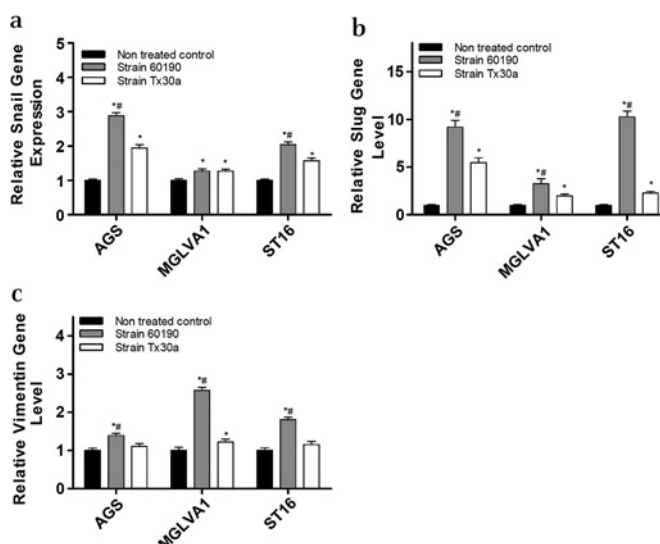 a
Relative Snail Gene
Expression
5
4
3
2
1
0
Non treated control
Strain 60190
Strain Tx30a
*#
*
*
*
*#
*
AGS
MGLVA1
ST16
b
Relative Slug Gene
Level
15
10
5
0
Non treated control
Strain 60190
Strain Tx30a
*#
*
*#
*
*#
*
AGS
MGLVA1
ST16
c
Relative Vimentin Gene
Level
4
3
2
1
0
Non treated control
Strain 60190
Strain Tx30a
*#
*#
*
*#
AGS
MGLVA1
ST16